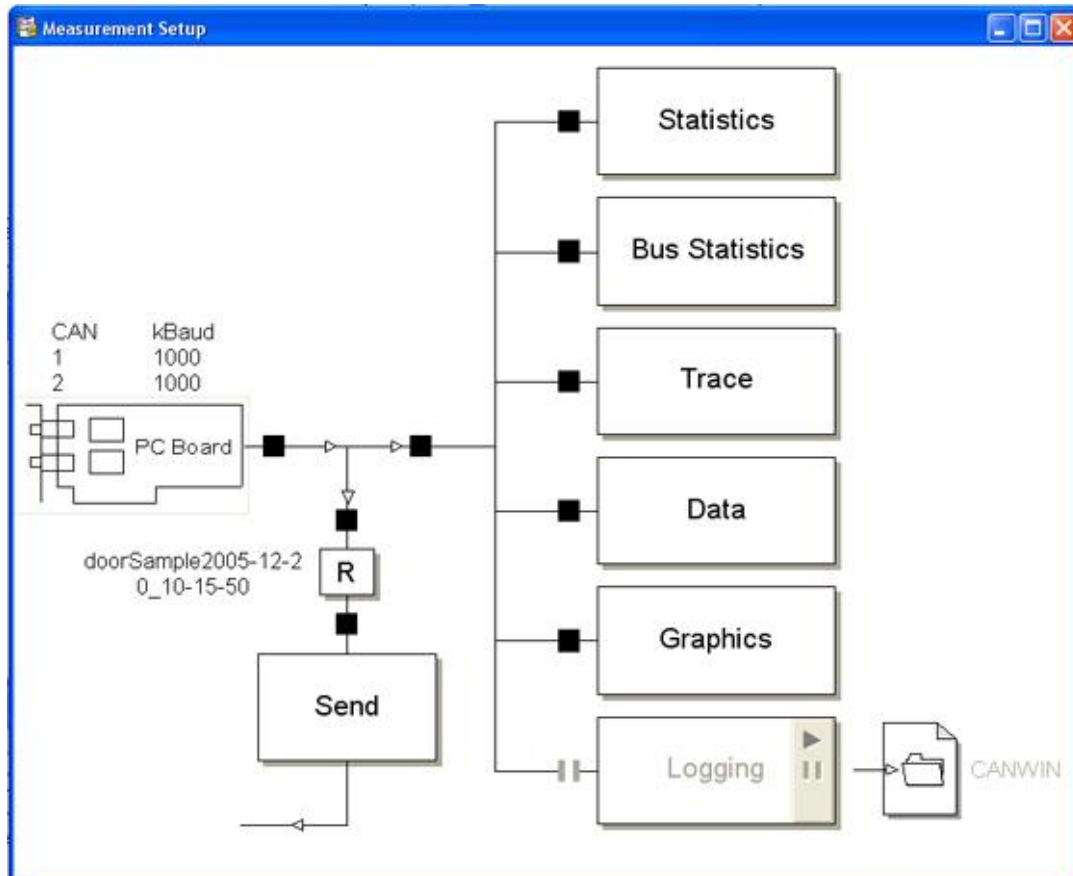 Measurement Setup
Statistics
Bus Statistics
CAN kBaud
1 1000
2 1000
Trace
PC Board
Data
doorSample2005-12-2
0_10-15-50
R
Graphics
Send
Logging
CANWIN